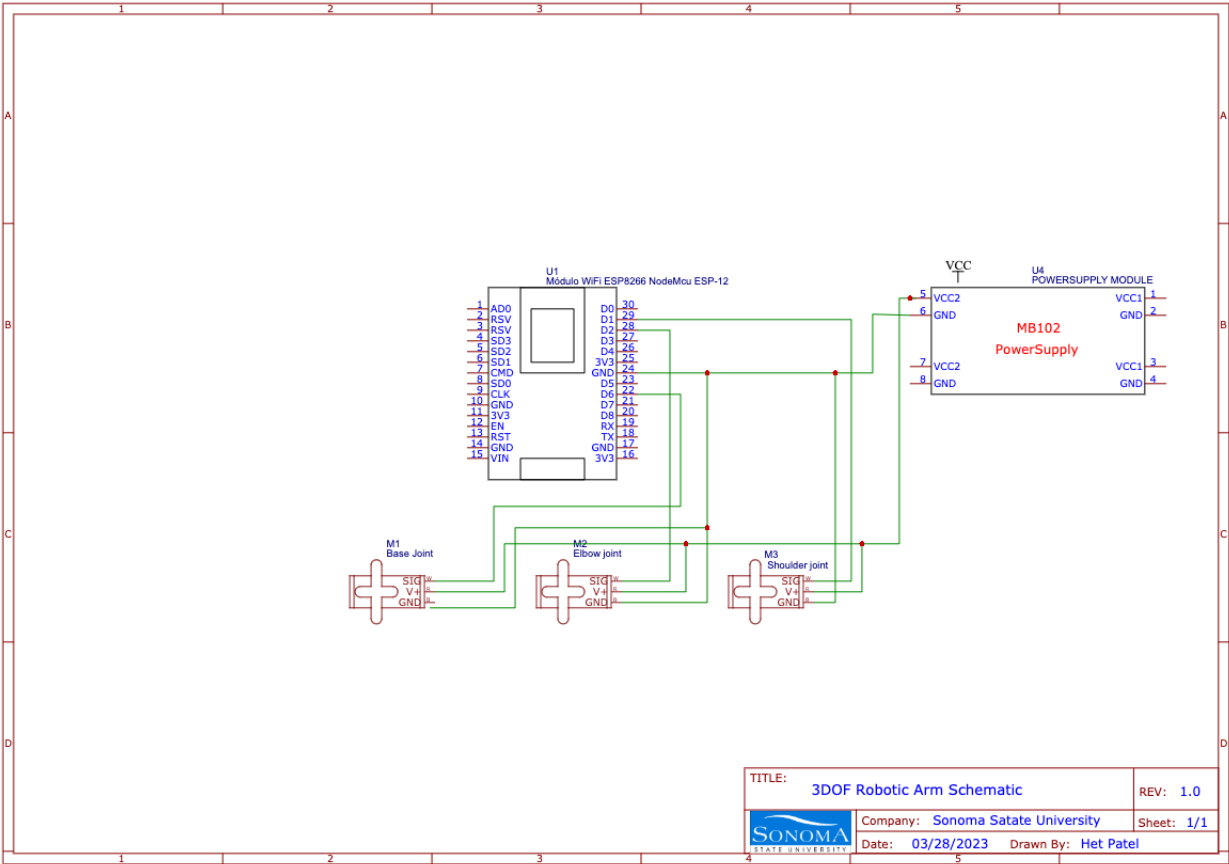 1 2 3 4 5
A A
B B
C C
D D
U1
Módulo WiFi ESP8266 NodeMcu ESP-12
1 AD0 D0 30
2 RSV D1 29
3 RSV D2 28
4 SD3 D3 27
5 SD2 D4 26
6 SD1 3V3 25
7 CMD GND 24
8 SD0 D5 23
9 CLK D6 22
10 GND D7 21
11 3V3 D8 20
12 EN RX 19
13 RST TX 18
14 GND GND 17
15 VIN 3V3 16
VCC
U4
POWERSUPPLY MODULE
5 VCC2 VCC1 1
6 GND GND 2
MB102
PowerSupply
7 VCC2 VCC1 3
8 GND GND 4
M1
Base Joint
SIG W
V+ R
GND B
M2
Elbow joint
SIG W
V+ R
GND B
M3
Shoulder joint
SIG W
V+ R
GND B
TITLE:
3DOF Robotic Arm Schematic
REV: 1.0
SONOMA
STATE UNIVERSITY
Company: Sonoma Satate University
Sheet: 1/1
Date: 03/28/2023 Drawn By: Het Patel
1 2 3 4 5